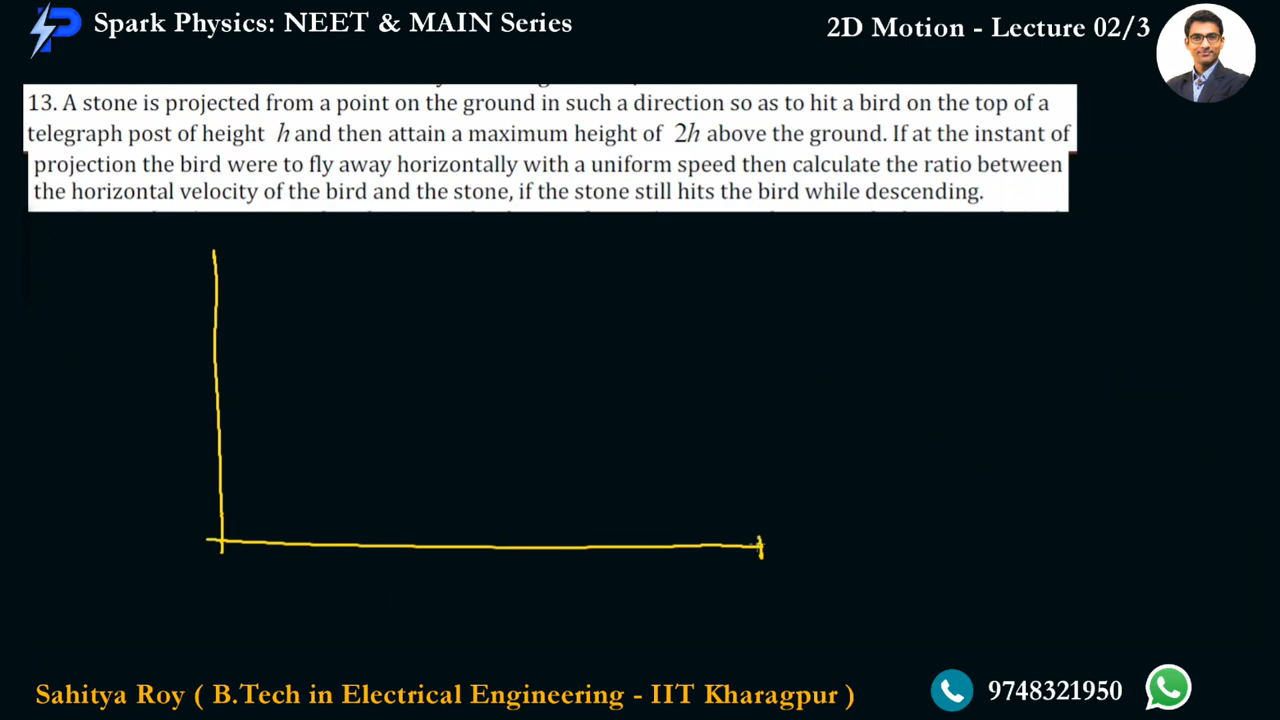 Spark Physics: NEET & MAIN Series
2D Motion - Lecture 02/3
13. A stone is projected from a point on the ground in such a direction so as to hit a bird on the top of a
telegraph post of height h and then attain a maximum height of 2h above the ground. If at the instant of
projection the bird were to fly away horizontally with a uniform speed then calculate the ratio between
the horizontal velocity of the bird and the stone, if the stone still hits the bird while descending.
Sahitya Roy ( B.Tech in Electrical Engineering - IIT Kharagpur )
9748321950